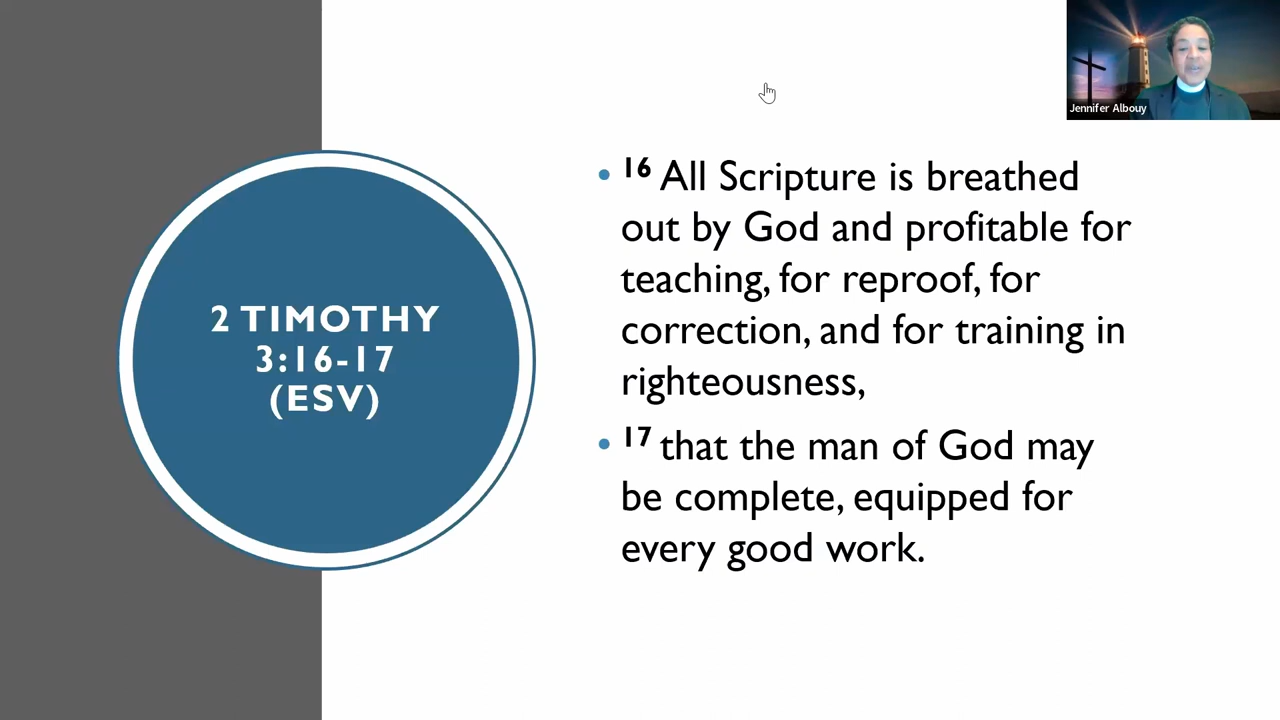 Jennifer Albouy
2 TIMOTHY
3:16-17
(ESV)
• 16 All Scripture is breathed
out by God and profitable for
teaching, for reproof, for
correction, and for training in
righteousness,
• 17 that the man of God may
be complete, equipped for
every good work.